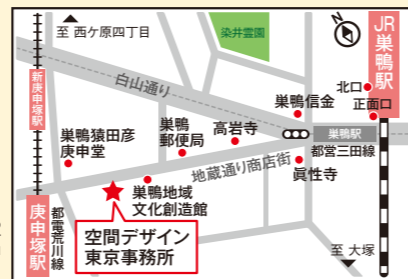 至 西ケ原四丁目
染井霊園
N
JR巣鴨駅
北口
正面口
新庚申塚駅
白山通り
巣鴨信金
巣鴨駅
都営三田線
巣鴨猿田彦
庚申堂
巣鴨
郵便局
高岩寺
地蔵通り商店街
眞性寺
巣鴨地域
文化創造館
庚申塚駅
都電荒川線
空間デザイン
東京事務所
至 大塚